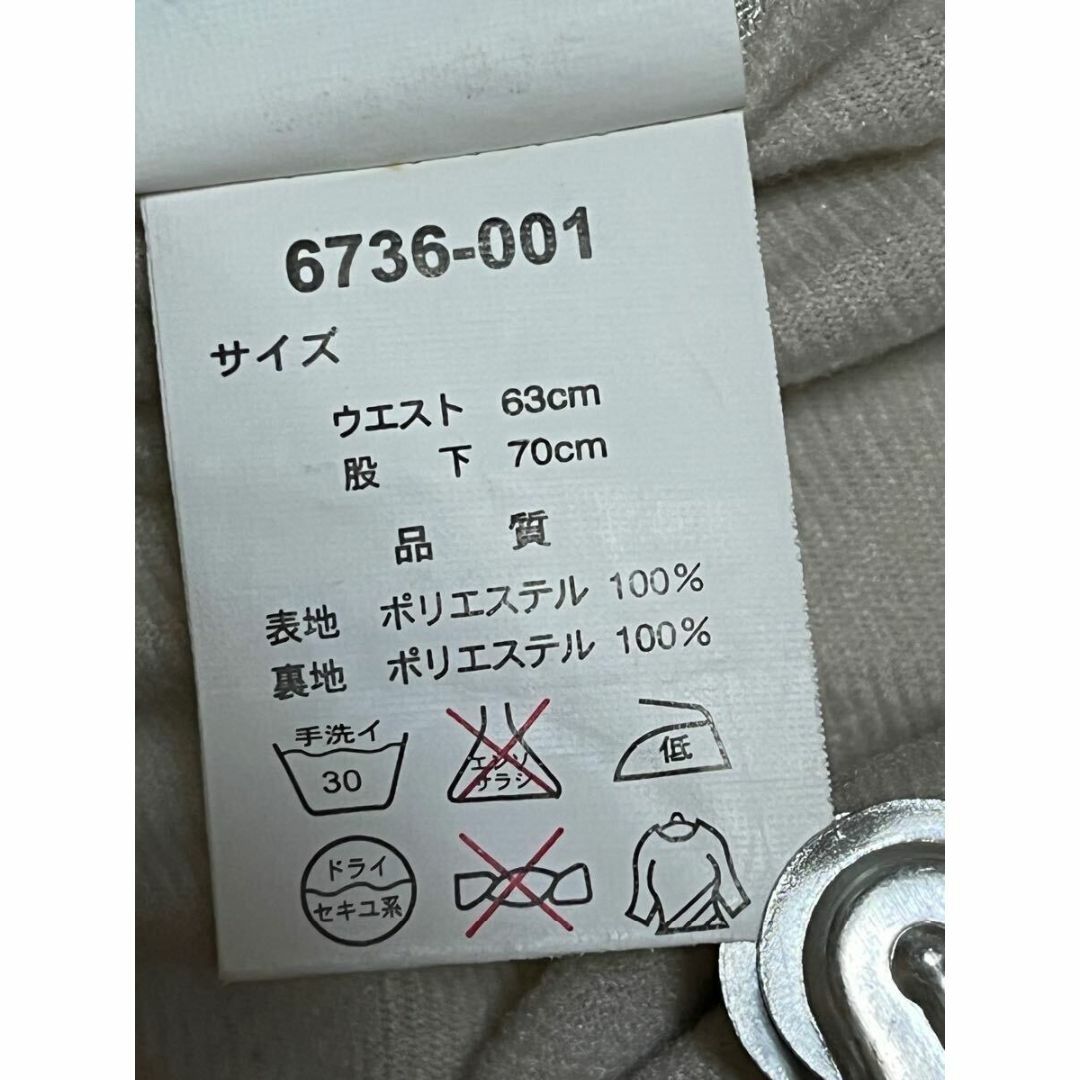 6736-001
サイズ
ウエスト 63cm
股 下 70cm
品 質
表地 ポリエステル 100%
裏地 ポリエステル 100%
手洗イ
30
エンソ
サラシ
低
ドライ
セキユ系